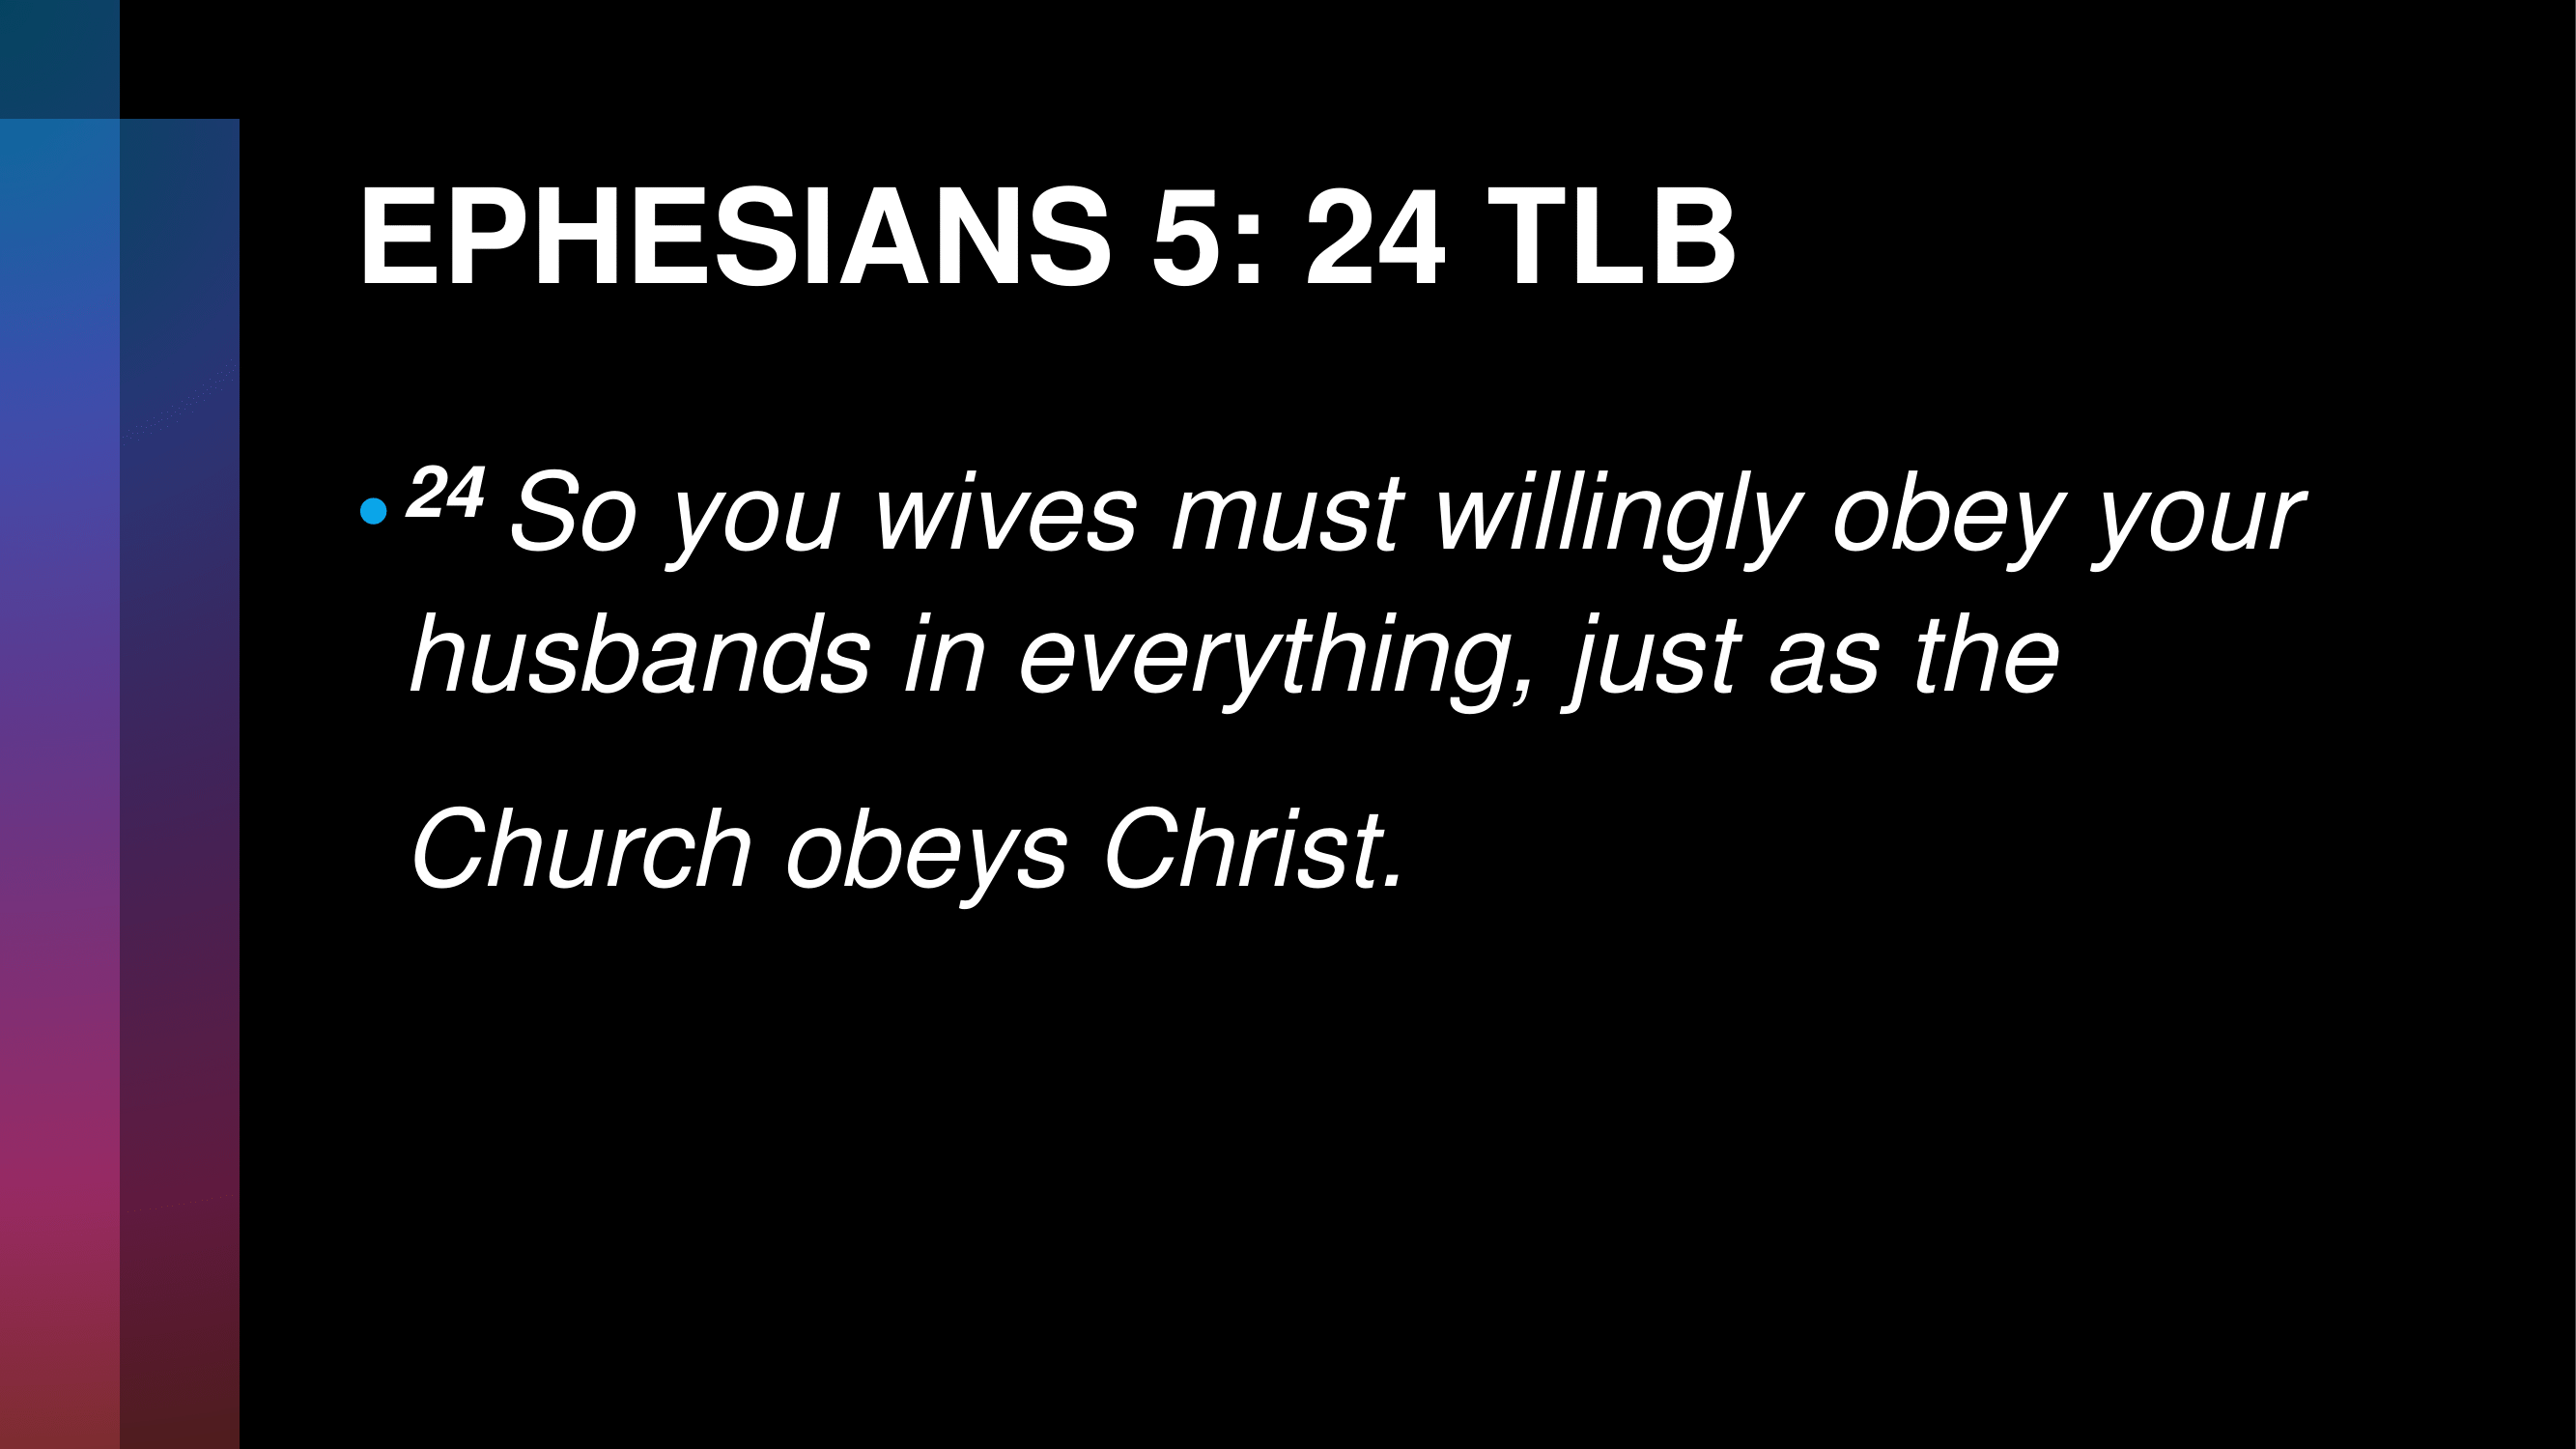 EPHESIANS 5: 24 TLB
• 24 So you wives must willingly obey your
husbands in everything, just as the
Church obeys Christ.